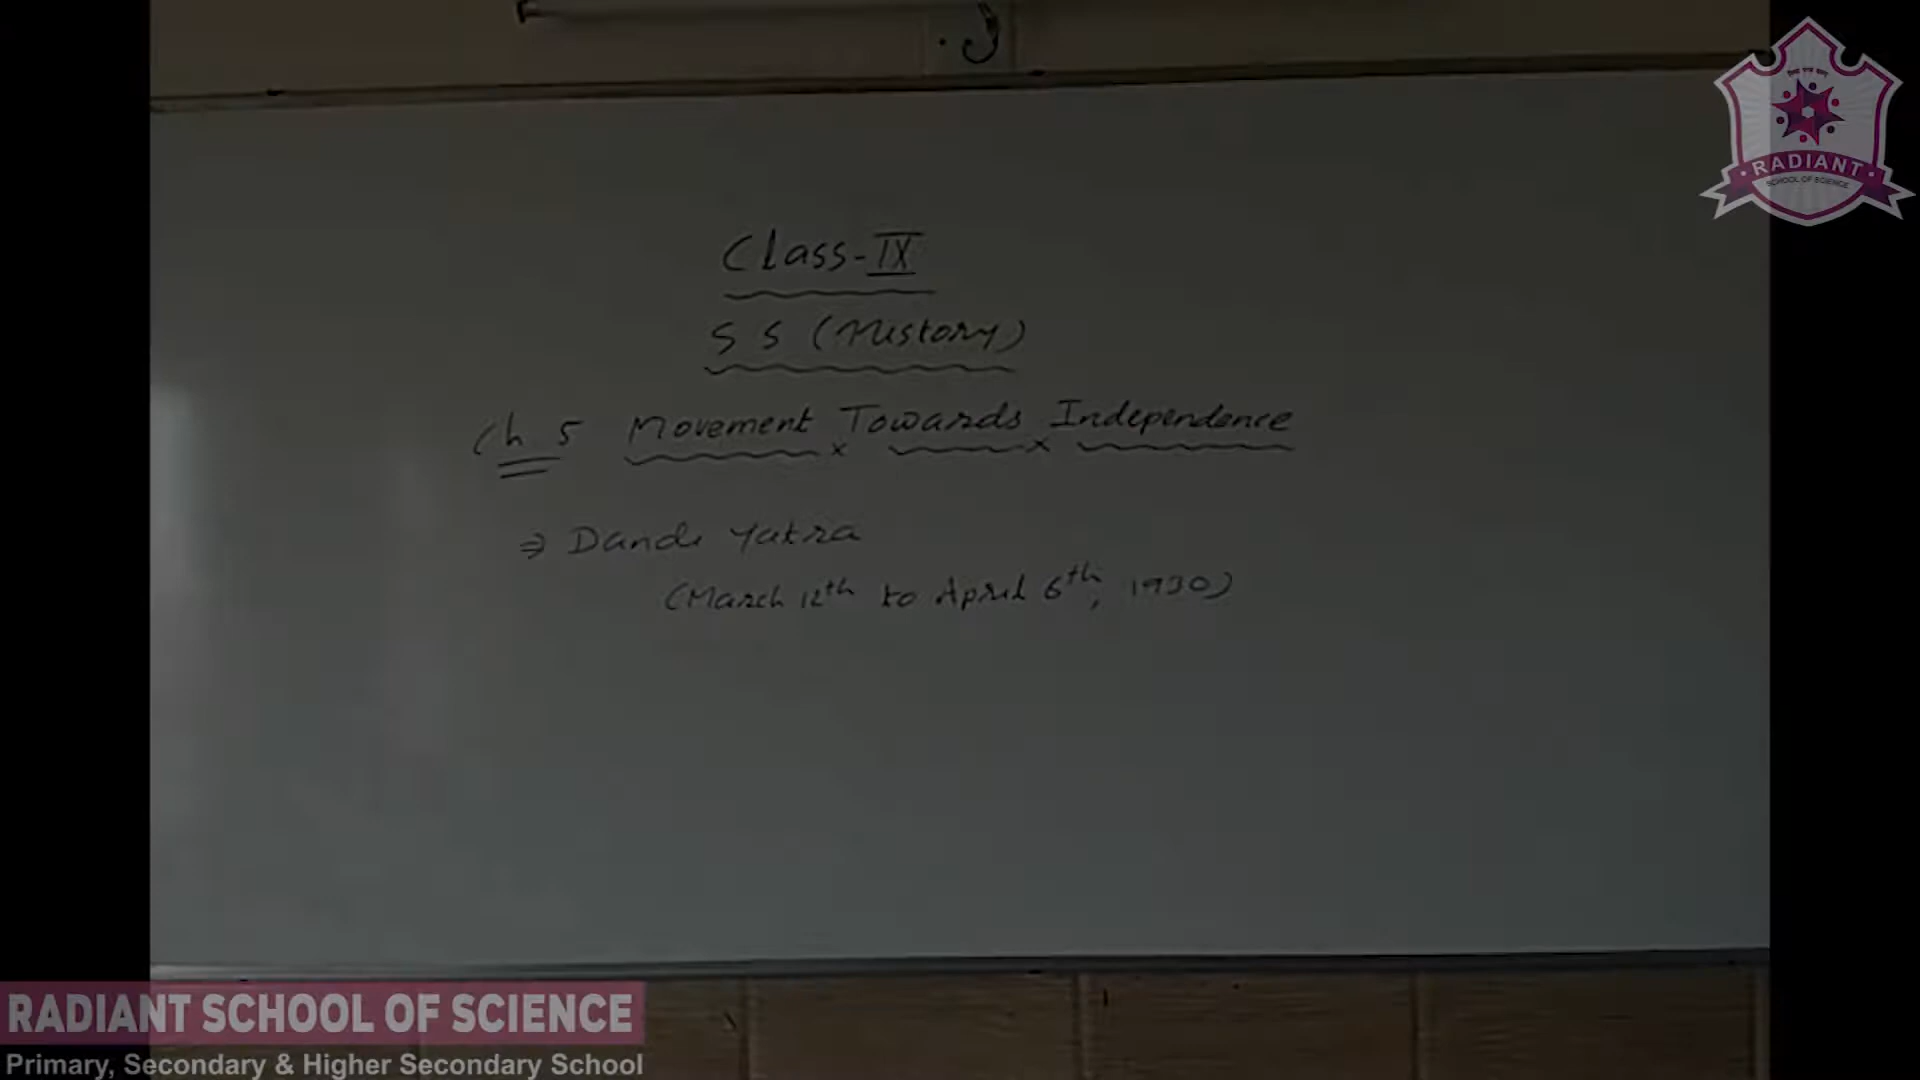 Class-IX
S S (History)
Ch 5 Movement Towards Independence
⇒ Dandi Yatra
(March 12th to April 6th, 1930)
RADIANT
SCHOOL OF SCIENCE
RADIANT SCHOOL OF SCIENCE
Primary, Secondary & Higher Secondary School